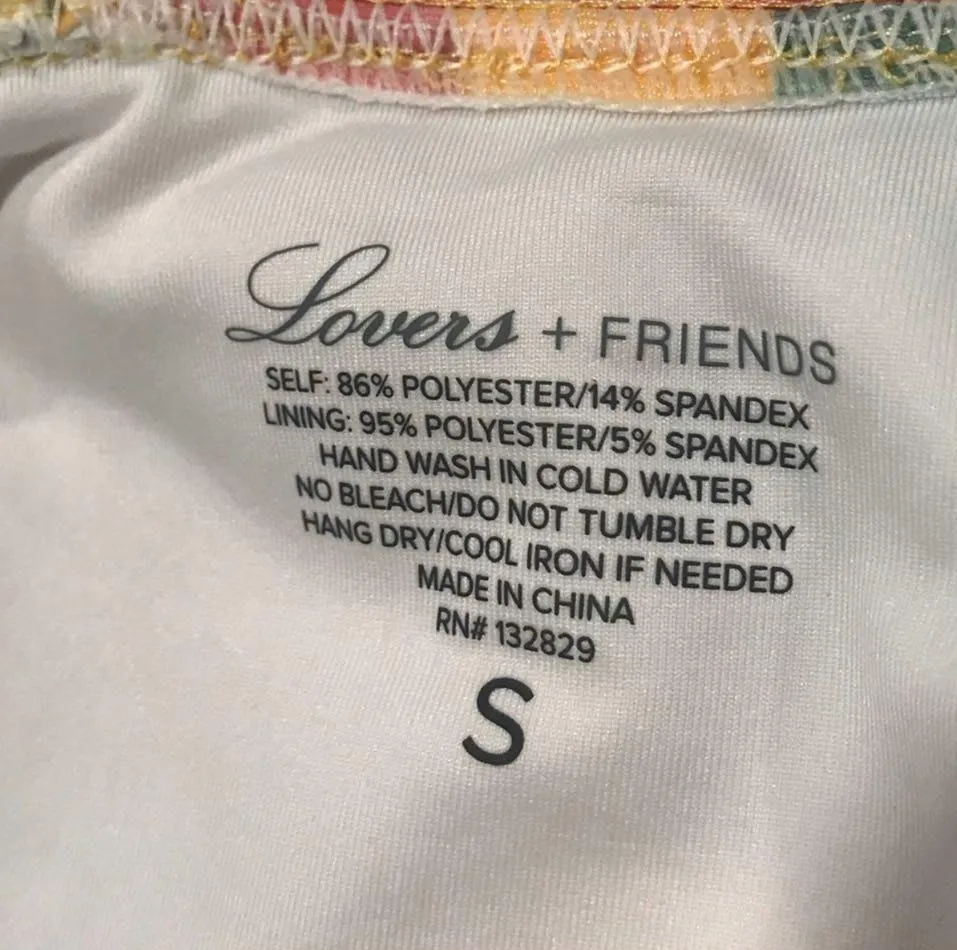 Lovers + FRIENDS
SELF: 86% POLYESTER/14% SPANDEX
LINING: 95% POLYESTER/5% SPANDEX
HAND WASH IN COLD WATER
NO BLEACH/DO NOT TUMBLE DRY
HANG DRY/COOL IRON IF NEEDED
MADE IN CHINA
RN# 132829
S